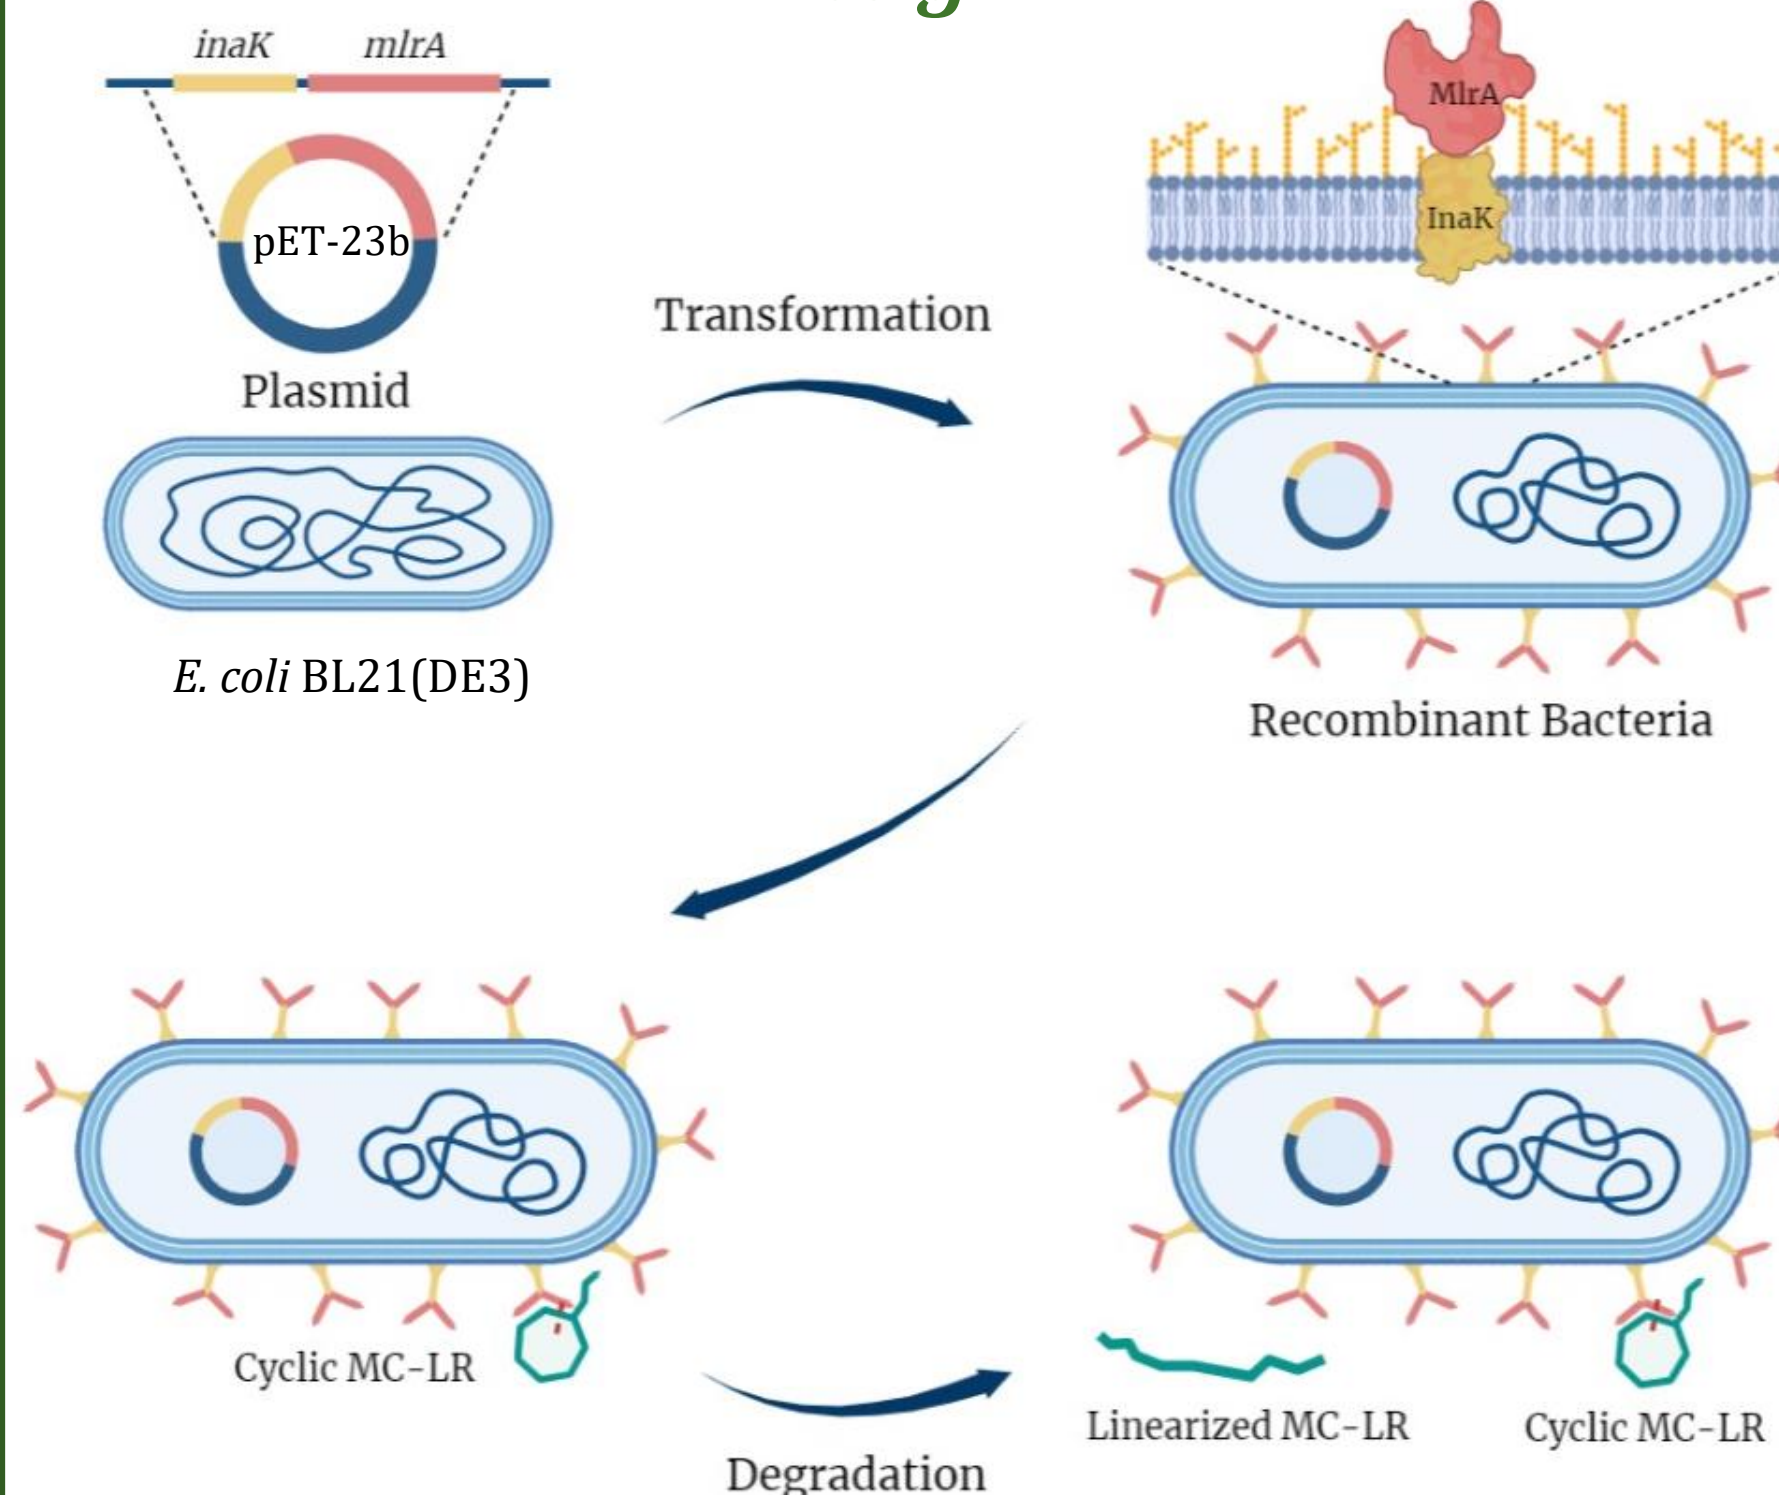 inaK mlrA
pET-23b
Plasmid
E. coli BL21(DE3)
Transformation
MlrA
InaK
Recombinant Bacteria
Cyclic MC-LR
Degradation
Linearized MC-LR
Cyclic MC-LR